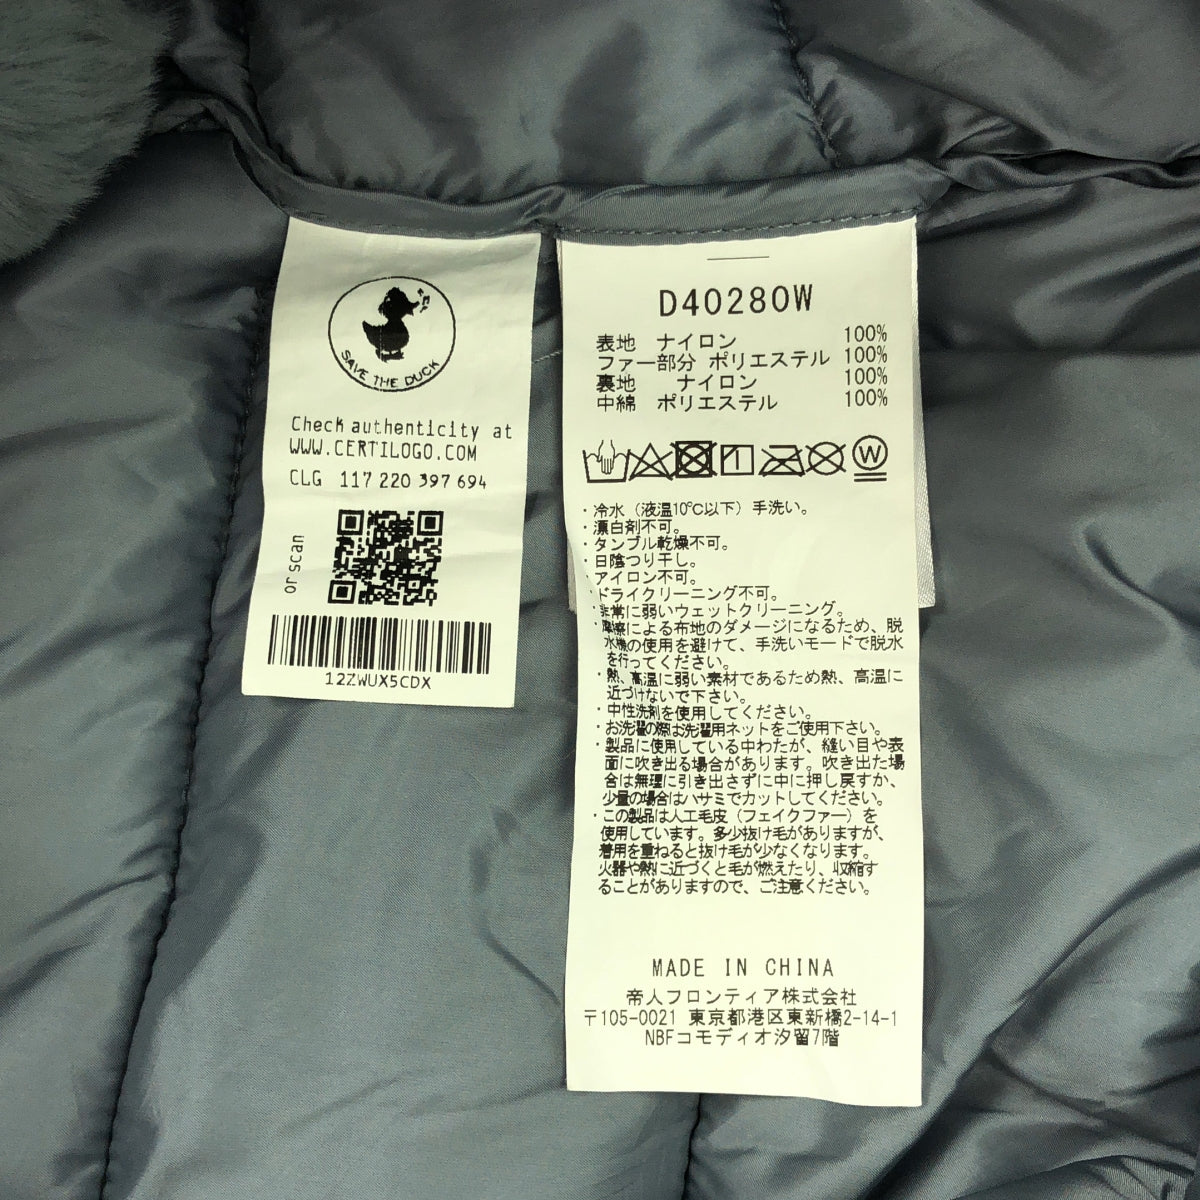 SAVE THE DUCK
Check authenticity at
WWW.CERTILOGO.COM
CLG 117 220 397 694
or scan
12ZWUX5CDX
D40280W
表地 ナイロン 100%
ファー部分 ポリエステル 100%
裏地 ナイロン 100%
中綿 ポリエステル 100%
W
・冷水（液温10℃以下）手洗い。
・漂白剤不可。
・タンブル乾燥不可。
・日陰つり干し。
・アイロン不可。
・ドライクリーニング不可。
・非常に弱いウェットクリーニング。
・摩擦による布地のダメージになるため、脱
水機の使用を避けて、手洗いモードで脱水
を行ってください。
・熱、高温に弱い素材であるため熱、高温に
近づけないで下さい。
・中性洗剤を使用してください。
・お洗濯の際は洗濯用ネットをご使用下さい。
・製品に使用している中わたが、縫い目や表
面に吹き出る場合があります。吹き出た場
合は無理に引き出さずに中に押し戻すか、
少量の場合はハサミでカットしてください。
・この製品は人工毛皮（フェイクファー）を
使用しています。多少抜け毛がありますが、
着用を重ねると抜け毛が少なくなります。
火器や熱に近づくと毛が燃えたり、収縮す
ることがありますので、ご注意ください。
MADE IN CHINA
帝人フロンティア株式会社
〒105-0021 東京都港区東新橋2-14-1
NBFコモディオ汐留7階